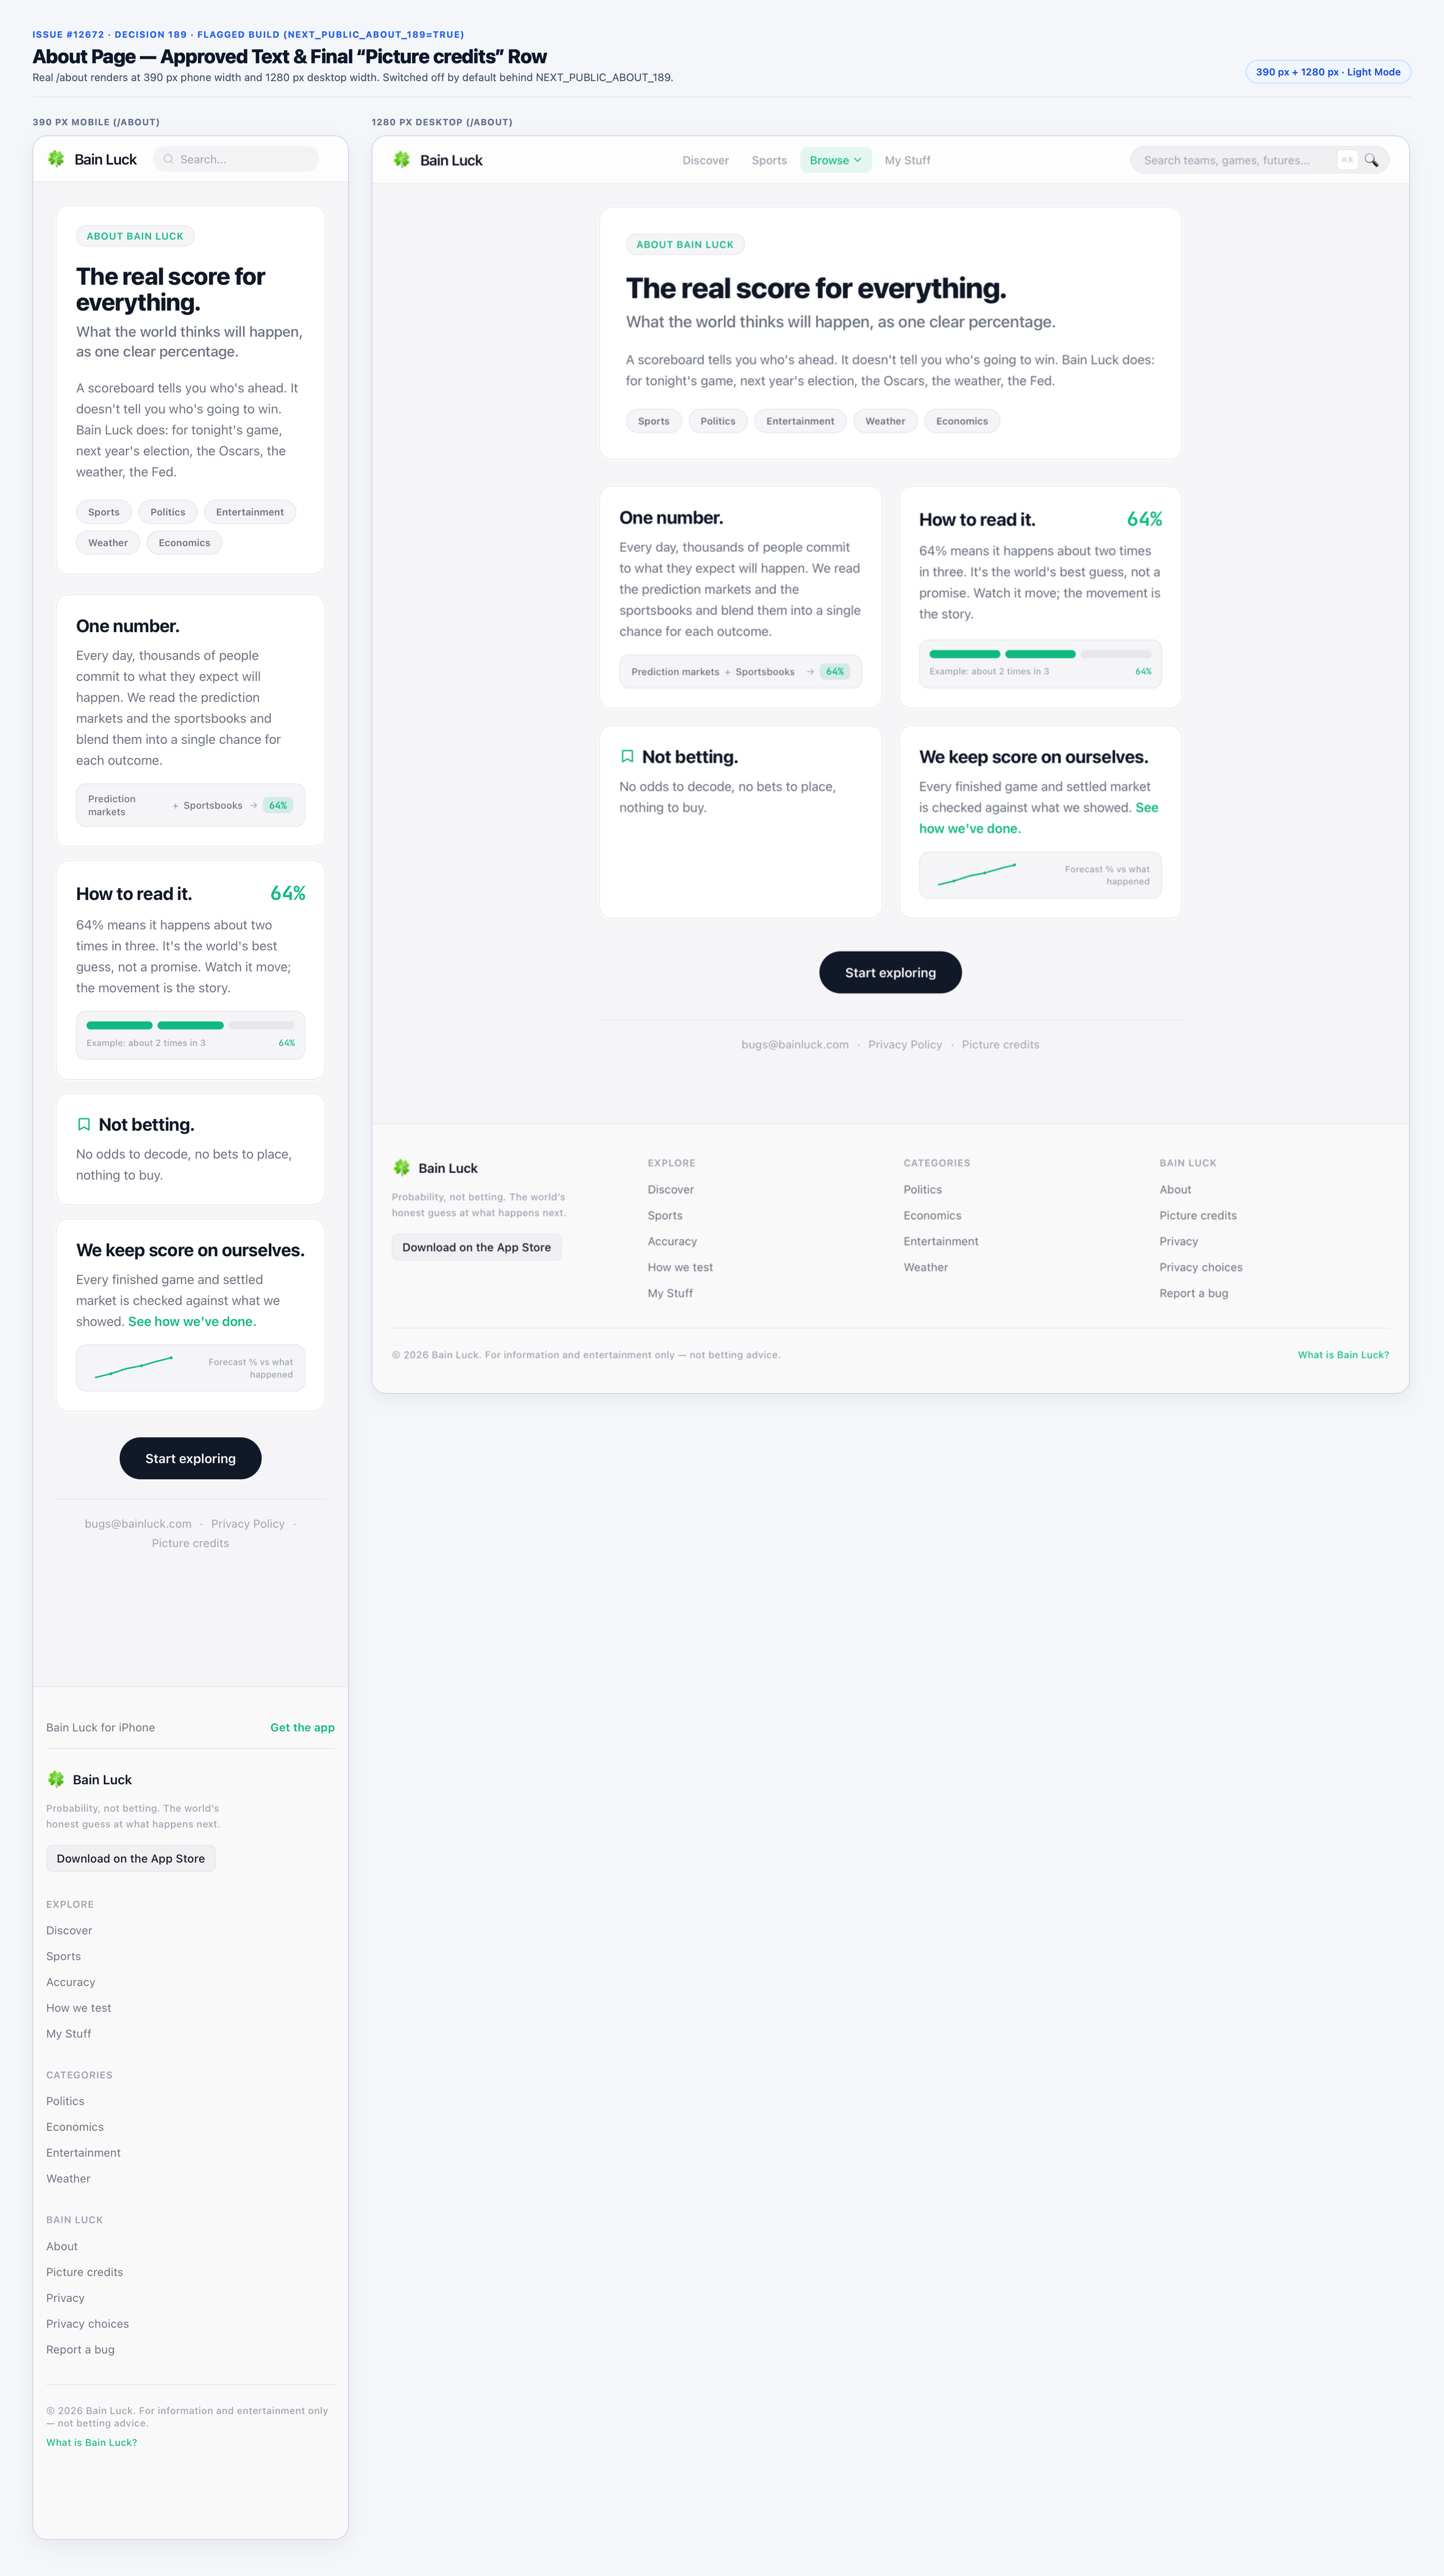 ISSUE #12672 · DECISION 189 · FLAGGED BUILD (NEXT_PUBLIC_ABOUT_189=TRUE)
About Page — Approved Text & Final “Picture credits” Row
Real /about renders at 390 px phone width and 1280 px desktop width. Switched off by default behind NEXT_PUBLIC_ABOUT_189.
390 px + 1280 px · Light Mode
390 PX MOBILE (/ABOUT)
Bain Luck
Search...
ABOUT BAIN LUCK
The real score for
everything.
What the world thinks will happen,
as one clear percentage.
A scoreboard tells you who's ahead. It
doesn't tell you who's going to win.
Bain Luck does: for tonight's game,
next year's election, the Oscars, the
weather, the Fed.
Sports Politics Entertainment
Weather Economics
One number.
Every day, thousands of people
commit to what they expect will
happen. We read the prediction
markets and the sportsbooks and
blend them into a single chance for
each outcome.
Prediction
markets
+ Sportsbooks → 64%
How to read it. 64%
64% means it happens about two
times in three. It's the world's best
guess, not a promise. Watch it move;
the movement is the story.
Example: about 2 times in 3 64%
Not betting.
No odds to decode, no bets to place,
nothing to buy.
We keep score on ourselves.
Every finished game and settled
market is checked against what we
showed. See how we've done.
Forecast % vs what
happened
Start exploring
bugs@bainluck.com · Privacy Policy ·
Picture credits
Bain Luck for iPhone Get the app
Bain Luck
Probability, not betting. The world's
honest guess at what happens next.
Download on the App Store
EXPLORE
Discover
Sports
Accuracy
How we test
My Stuff
CATEGORIES
Politics
Economics
Entertainment
Weather
BAIN LUCK
About
Picture credits
Privacy
Privacy choices
Report a bug
© 2026 Bain Luck. For information and entertainment only
— not betting advice.
What is Bain Luck?
1280 PX DESKTOP (/ABOUT)
Bain Luck Discover Sports Browse My Stuff Search teams, games, futures... ⌘K
ABOUT BAIN LUCK
The real score for everything.
What the world thinks will happen, as one clear percentage.
A scoreboard tells you who's ahead. It doesn't tell you who's going to win. Bain Luck does:
for tonight's game, next year's election, the Oscars, the weather, the Fed.
Sports Politics Entertainment Weather Economics
One number.
Every day, thousands of people commit
to what they expect will happen. We read
the prediction markets and the
sportsbooks and blend them into a single
chance for each outcome.
Prediction markets + Sportsbooks → 64%
How to read it. 64%
64% means it happens about two times
in three. It's the world's best guess, not a
promise. Watch it move; the movement is
the story.
Example: about 2 times in 3 64%
Not betting.
No odds to decode, no bets to place,
nothing to buy.
We keep score on ourselves.
Every finished game and settled market
is checked against what we showed. See
how we've done.
Forecast % vs what
happened
Start exploring
bugs@bainluck.com · Privacy Policy · Picture credits
Bain Luck
Probability, not betting. The world's
honest guess at what happens next.
Download on the App Store
EXPLORE
Discover
Sports
Accuracy
How we test
My Stuff
CATEGORIES
Politics
Economics
Entertainment
Weather
BAIN LUCK
About
Picture credits
Privacy
Privacy choices
Report a bug
© 2026 Bain Luck. For information and entertainment only — not betting advice.
What is Bain Luck?